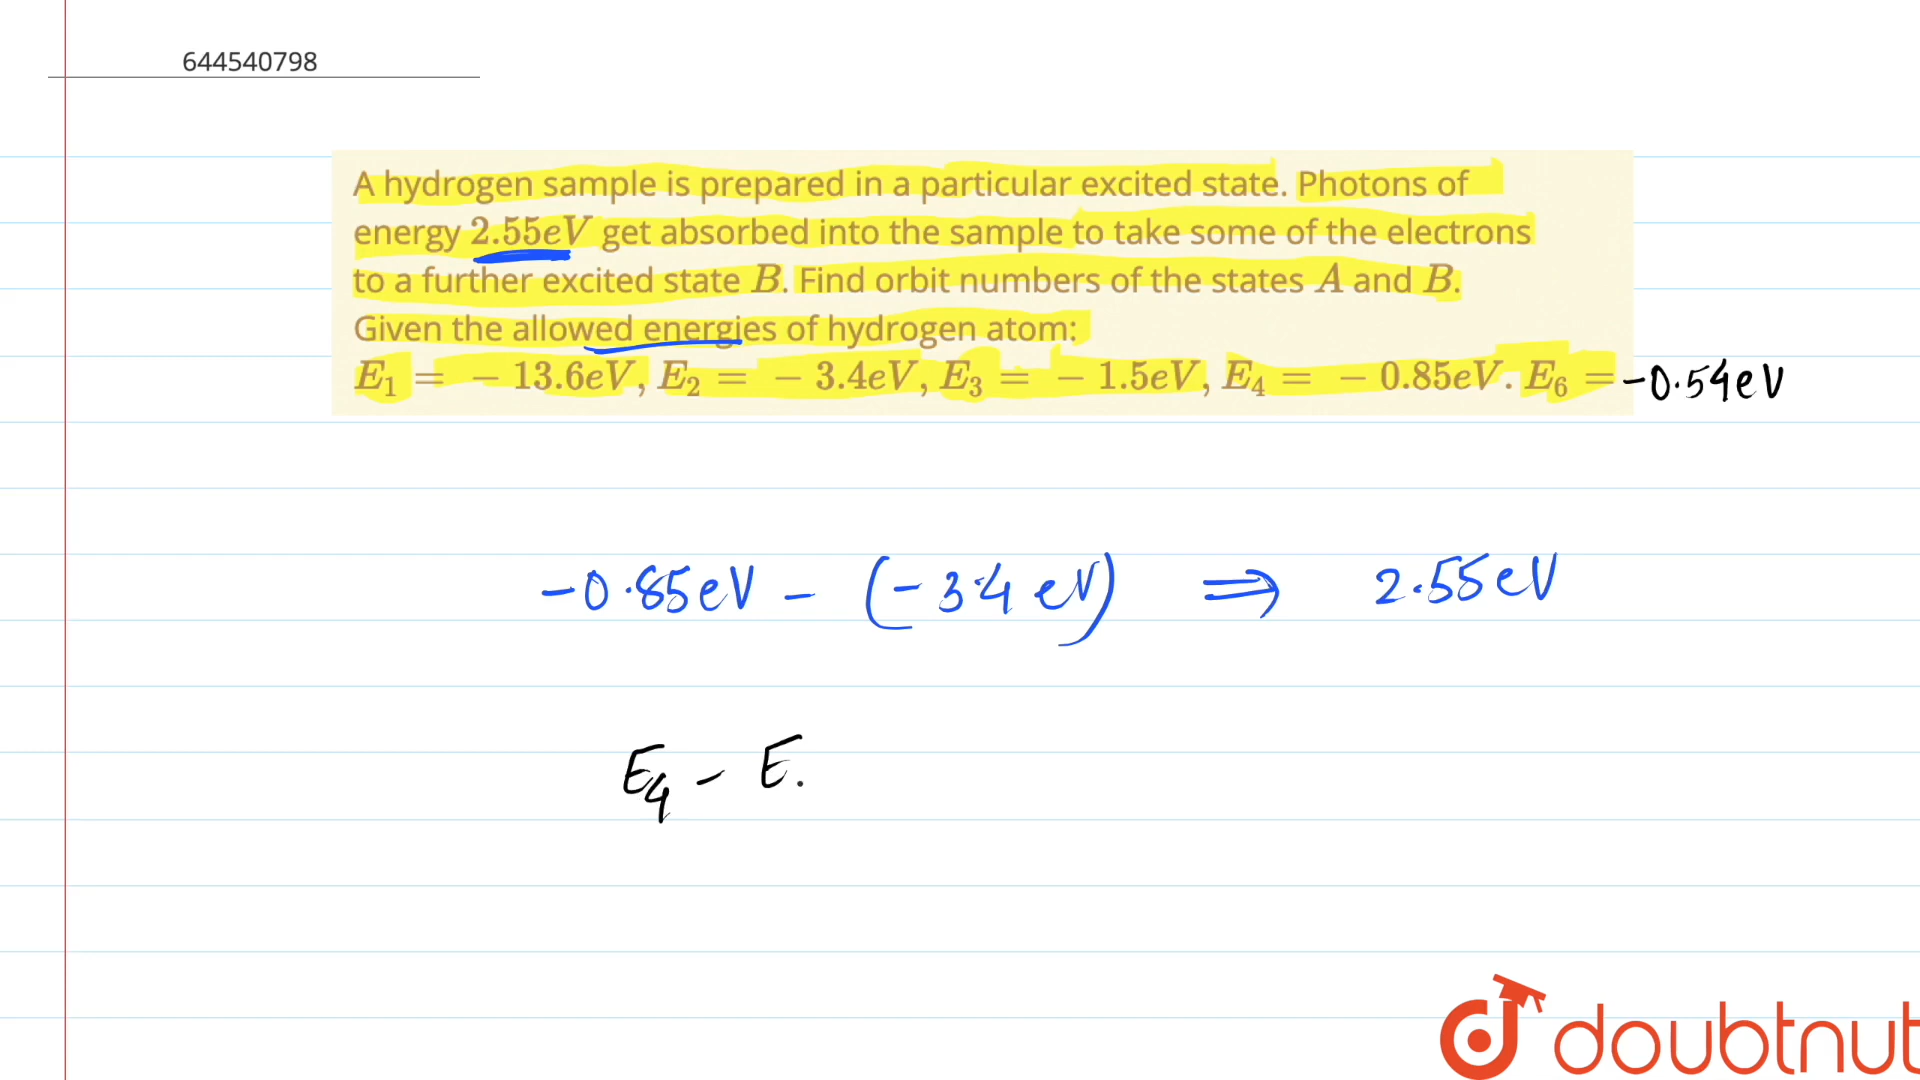 644540798
A hydrogen sample is prepared in a particular excited state. Photons of
energy 2.55eV get absorbed into the sample to take some of the electrons
to a further excited state B. Find orbit numbers of the states A and B.
Given the allowed energies of hydrogen atom:
E₁ = − 13.6eV, E₂ = − 3.4eV, E₃ = − 1.5eV, E₄ = − 0.85eV. E₆ = -0.54eV
-0.85eV - (-3.4 eV) ⇒ 2.55eV
E₄ - E.
doubtnut